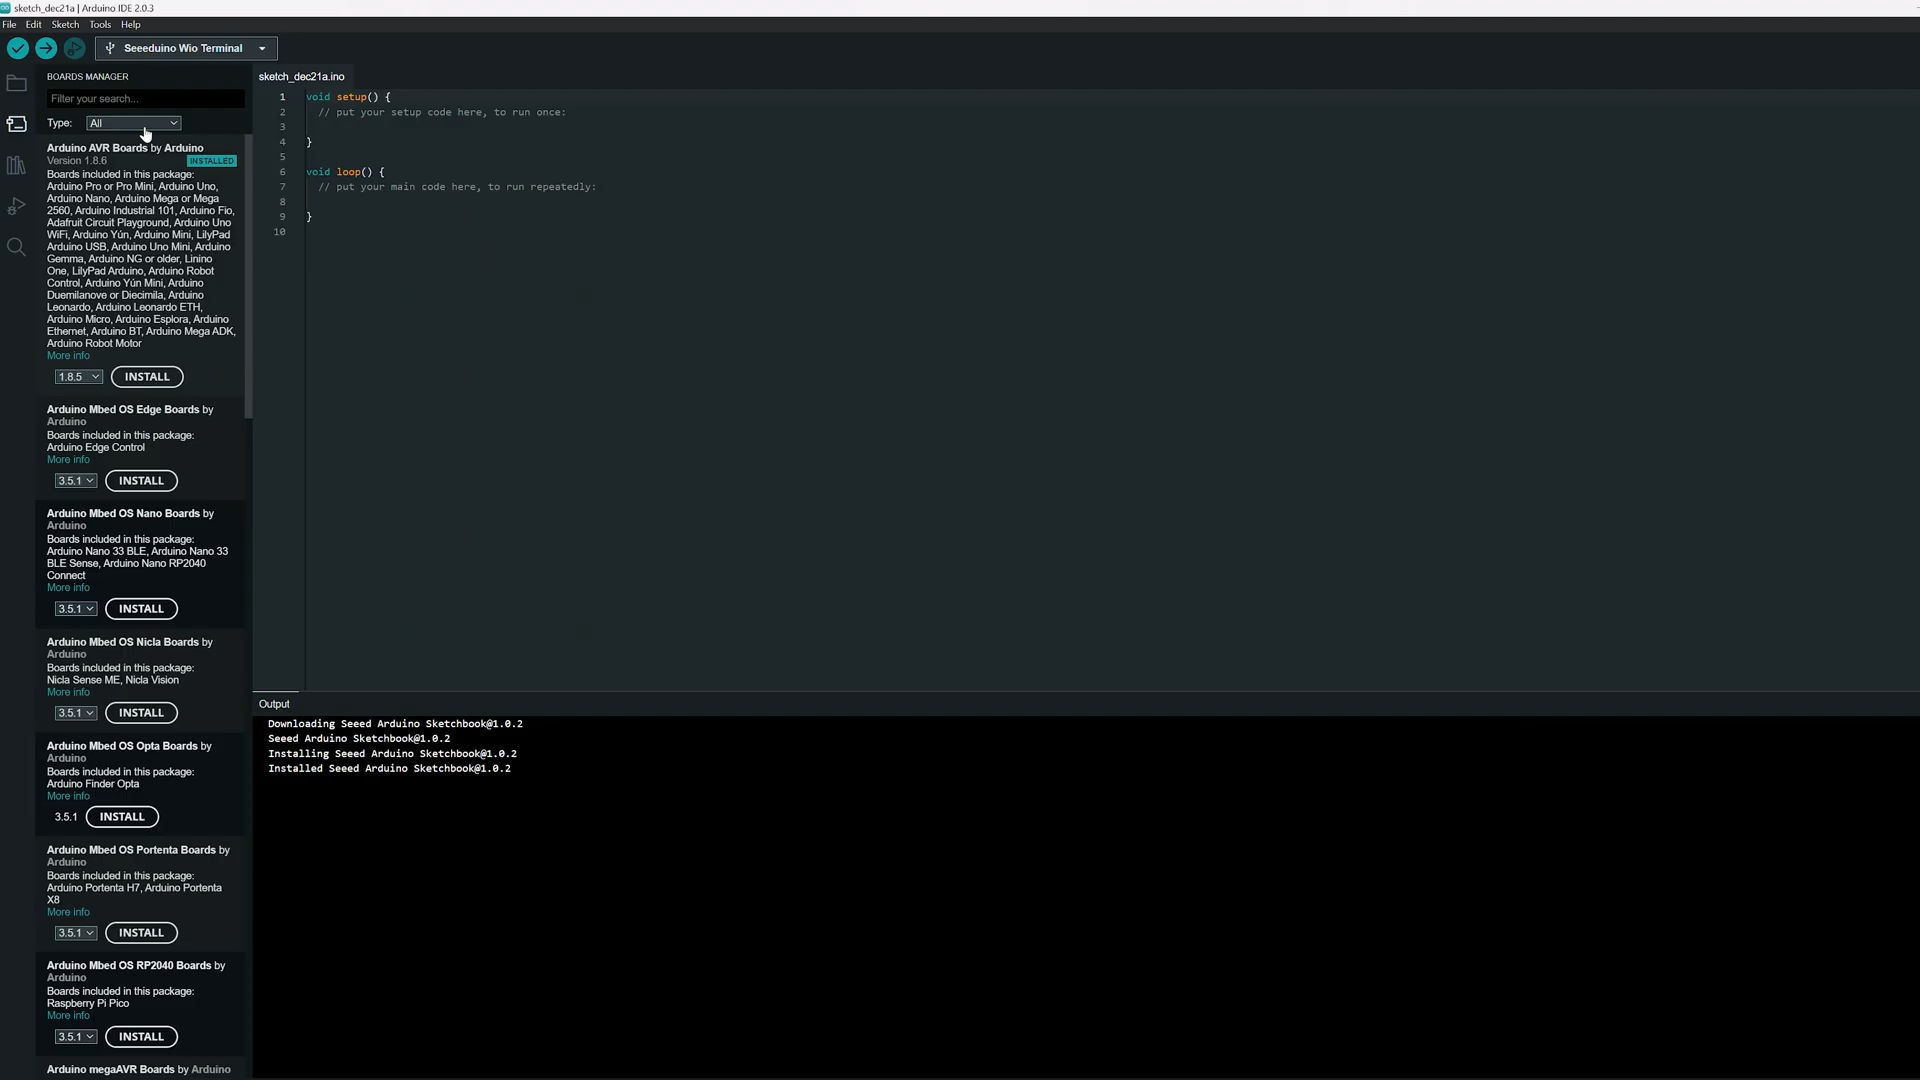 sketch_dec21a | Arduino IDE 2.0.3
File Edit Sketch Tools Help
Seeeduino Wio Terminal
BOARDS MANAGER
Filter your search...
Type: All
Arduino AVR Boards by Arduino
Version 1.8.6 INSTALLED
Boards included in this package:
Arduino Pro or Pro Mini, Arduino Uno,
Arduino Nano, Arduino Mega or Mega
2560, Arduino Industrial 101, Arduino Fio,
Adafruit Circuit Playground, Arduino Uno
WiFi, Arduino Yún, Arduino Mini, LilyPad
Arduino USB, Arduino Uno Mini, Arduino
Gemma, Arduino NG or older, Linino
One, LilyPad Arduino, Arduino Robot
Control, Arduino Yún Mini, Arduino
Duemilanove or Diecimila, Arduino
Leonardo, Arduino Leonardo ETH,
Arduino Micro, Arduino Esplora, Arduino
Ethernet, Arduino BT, Arduino Mega ADK,
Arduino Robot Motor
More info
1.8.5 INSTALL
Arduino Mbed OS Edge Boards by
Arduino
Boards included in this package:
Arduino Edge Control
More info
3.5.1 INSTALL
Arduino Mbed OS Nano Boards by
Arduino
Boards included in this package:
Arduino Nano 33 BLE, Arduino Nano 33
BLE Sense, Arduino Nano RP2040
Connect
More info
3.5.1 INSTALL
Arduino Mbed OS Nicla Boards by
Arduino
Boards included in this package:
Nicla Sense ME, Nicla Vision
More info
3.5.1 INSTALL
Arduino Mbed OS Opta Boards by
Arduino
Boards included in this package:
Arduino Finder Opta
More info
3.5.1 INSTALL
Arduino Mbed OS Portenta Boards by
Arduino
Boards included in this package:
Arduino Portenta H7, Arduino Portenta
X8
More info
3.5.1 INSTALL
Arduino Mbed OS RP2040 Boards by
Arduino
Boards included in this package:
Raspberry Pi Pico
More info
3.5.1 INSTALL
Arduino megaAVR Boards by Arduino
sketch_dec21a.ino
1 void setup() {
2 // put your setup code here, to run once:
3
4 }
5
6 void loop() {
7 // put your main code here, to run repeatedly:
8
9 }
10
Output
Downloading Seeed Arduino Sketchbook@1.0.2
Seeed Arduino Sketchbook@1.0.2
Installing Seeed Arduino Sketchbook@1.0.2
Installed Seeed Arduino Sketchbook@1.0.2